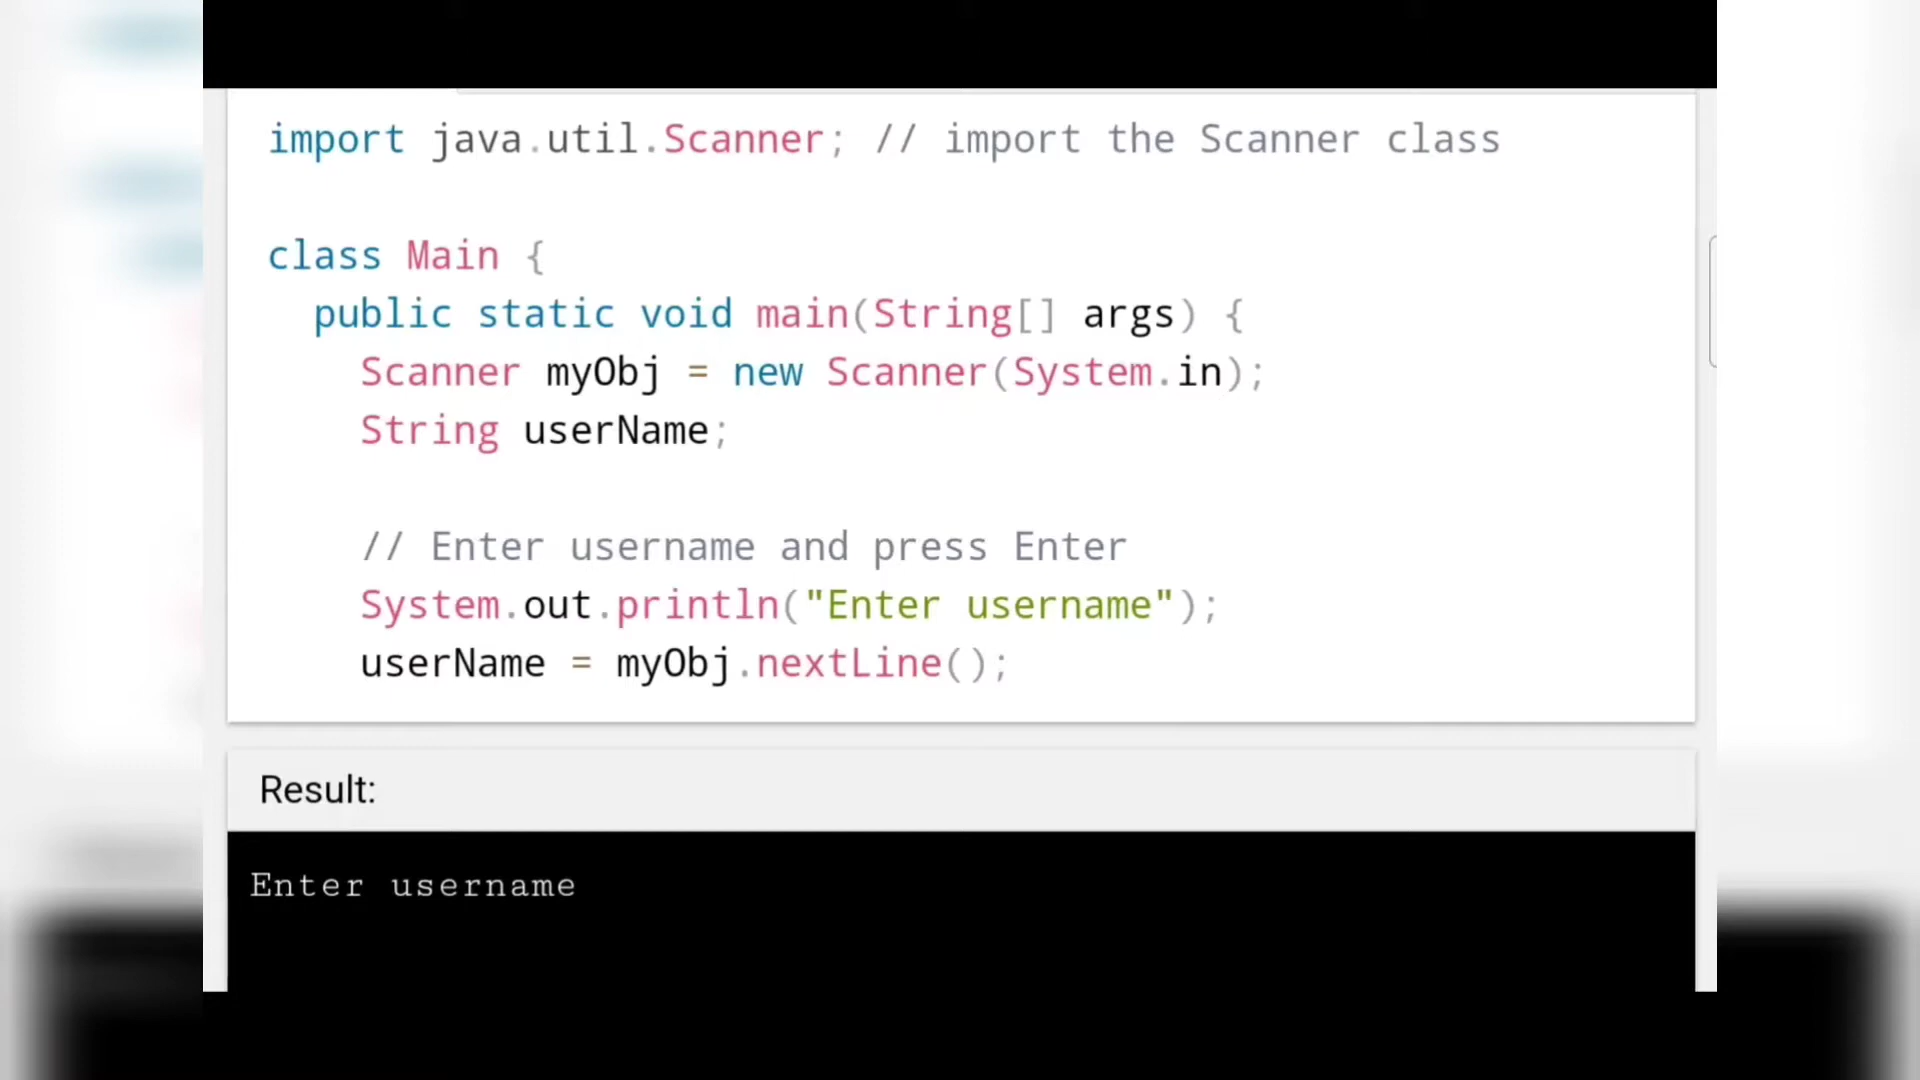 import java.util.Scanner; // import the Scanner class
class Main {
public static void main(String[] args) {
Scanner myObj = new Scanner(System.in);
String userName;
// Enter username and press Enter
System.out.println("Enter username");
userName = myObj.nextLine();
Result:
Enter username